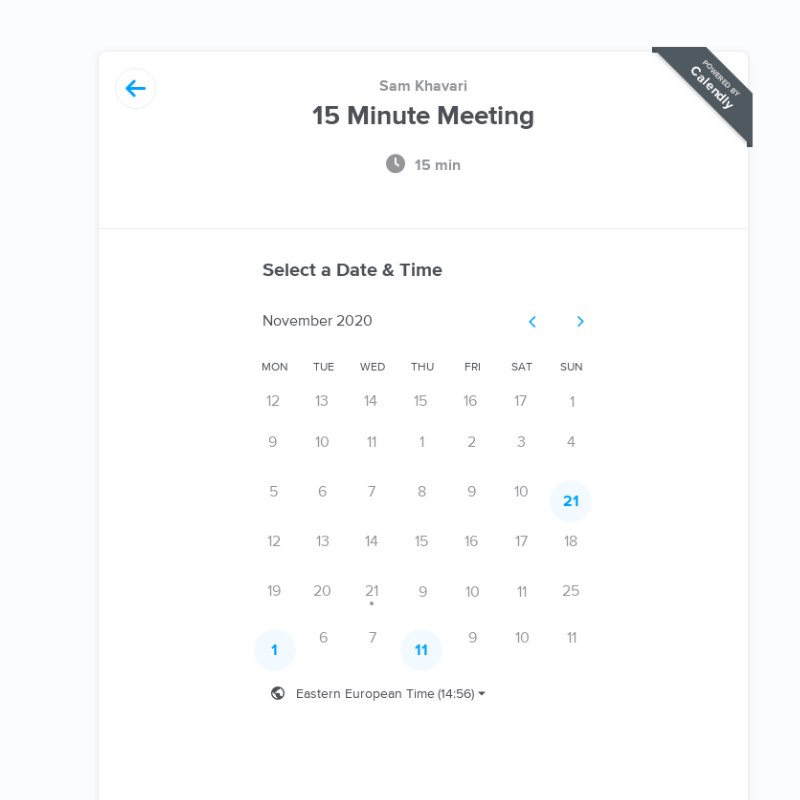 POWERED BY
Calendly
Sam Khavari
15 Minute Meeting
15 min
Select a Date & Time
November 2020
MON TUE WED THU FRI SAT SUN
12 13 14 15 16 17 1
9 10 11 1 2 3 4
5 6 7 8 9 10 21
12 13 14 15 16 17 18
19 20 21 9 10 11 25
1 6 7 11 9 10 11
Eastern European Time (14:56)